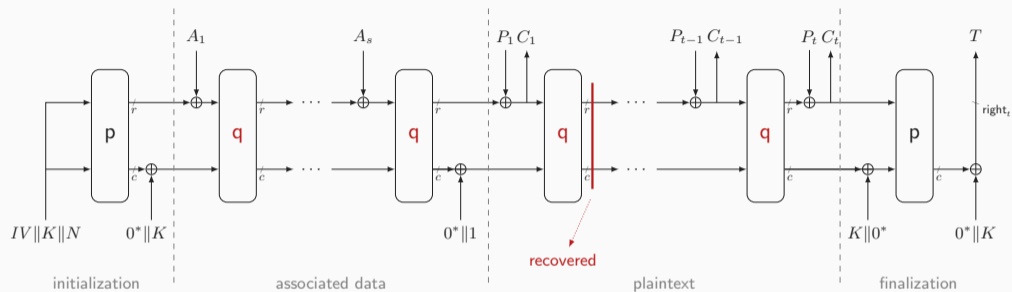 A_1 A_s P_1 C_1 P_{t−1} C_{t−1} P_t C_t T
r r r r r right_t
p q q q q p
c c c c c c
IV∥K∥N 0*∥K 0*∥1 K∥0* 0*∥K
recovered
initialization associated data plaintext finalization